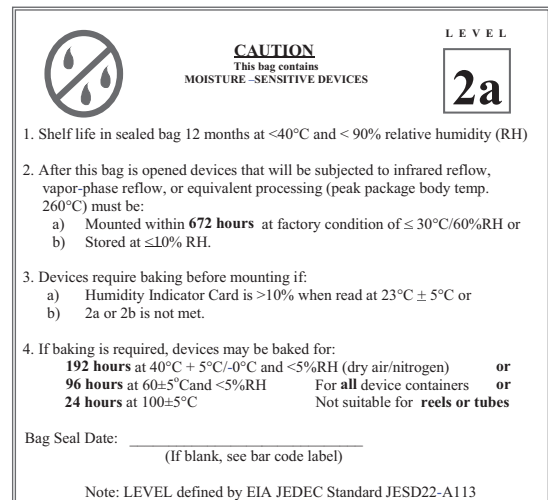 LEVEL
CAUTION
This bag contains
MOISTURE –SENSITIVE DEVICES
2a
1. Shelf life in sealed bag 12 months at <40°C and < 90% relative humidity (RH)
2. After this bag is opened devices that will be subjected to infrared reflow,
vapor-phase reflow, or equivalent processing (peak package body temp.
260°C) must be:
a) Mounted within 672 hours at factory condition of ≤ 30°C/60%RH or
b) Stored at ≤10% RH.
3. Devices require baking before mounting if:
a) Humidity Indicator Card is >10% when read at 23°C ± 5°C or
b) 2a or 2b is not met.
4. If baking is required, devices may be baked for:
192 hours at 40°C + 5°C/-0°C and <5%RH (dry air/nitrogen) or
96 hours at 60±5°Cand <5%RH For all device containers or
24 hours at 100±5°C Not suitable for reels or tubes
Bag Seal Date: ______________________________
(If blank, see bar code label)
Note: LEVEL defined by EIA JEDEC Standard JESD22-A113